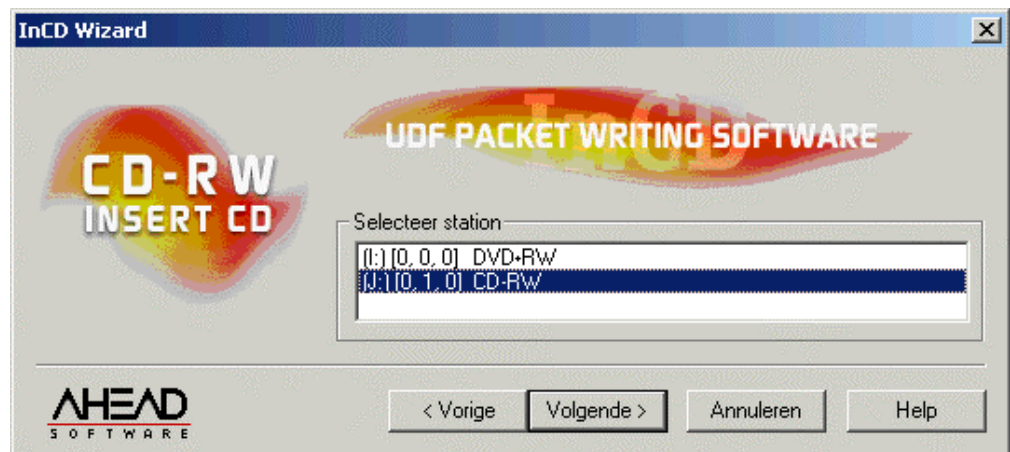 InCD Wizard
CD-RW
INSERT CD
InCD
UDF PACKET WRITING SOFTWARE
Selecteer station
(I:) [0, 0, 0] DVD+RW
(J:) [0, 1, 0] CD-RW
AHEAD
SOFTWARE
< Vorige
Volgende >
Annuleren
Help